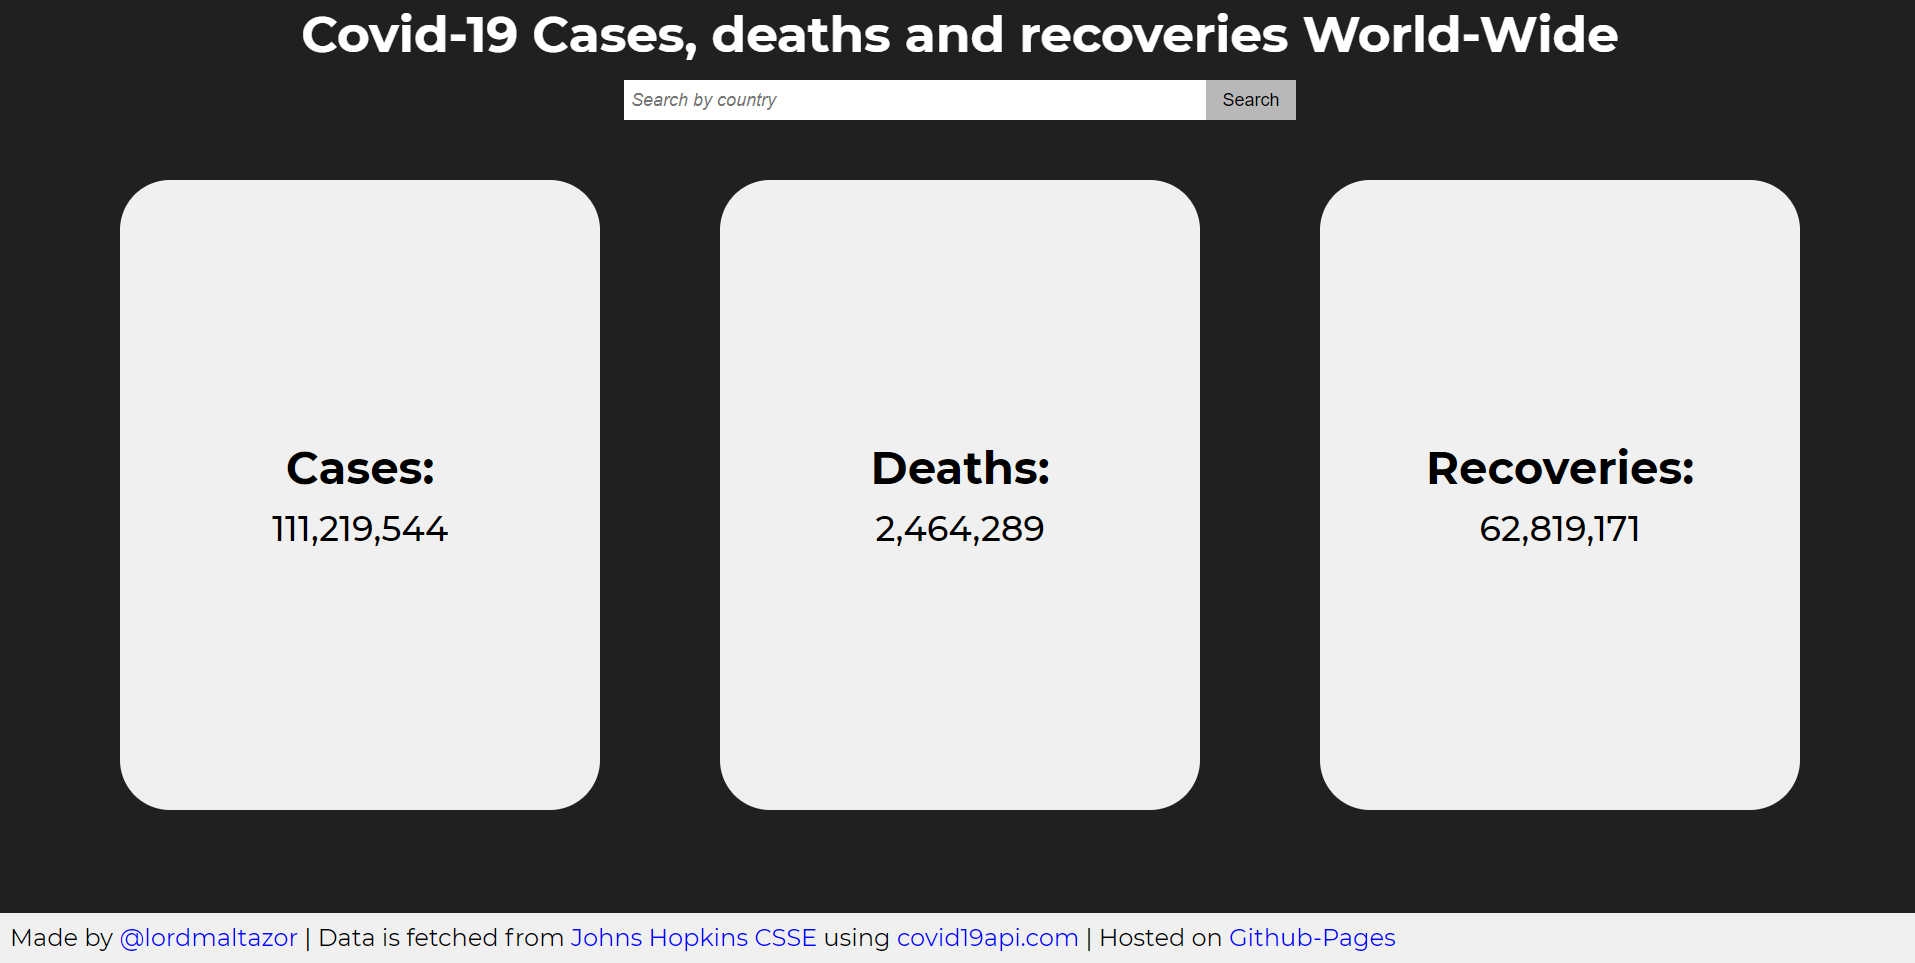 Covid-19 Cases, deaths and recoveries World-Wide
Search by country
Search
Cases:
111,219,544
Deaths:
2,464,289
Recoveries:
62,819,171
Made by @lordmaltazor | Data is fetched from Johns Hopkins CSSE using covid19api.com | Hosted on Github-Pages